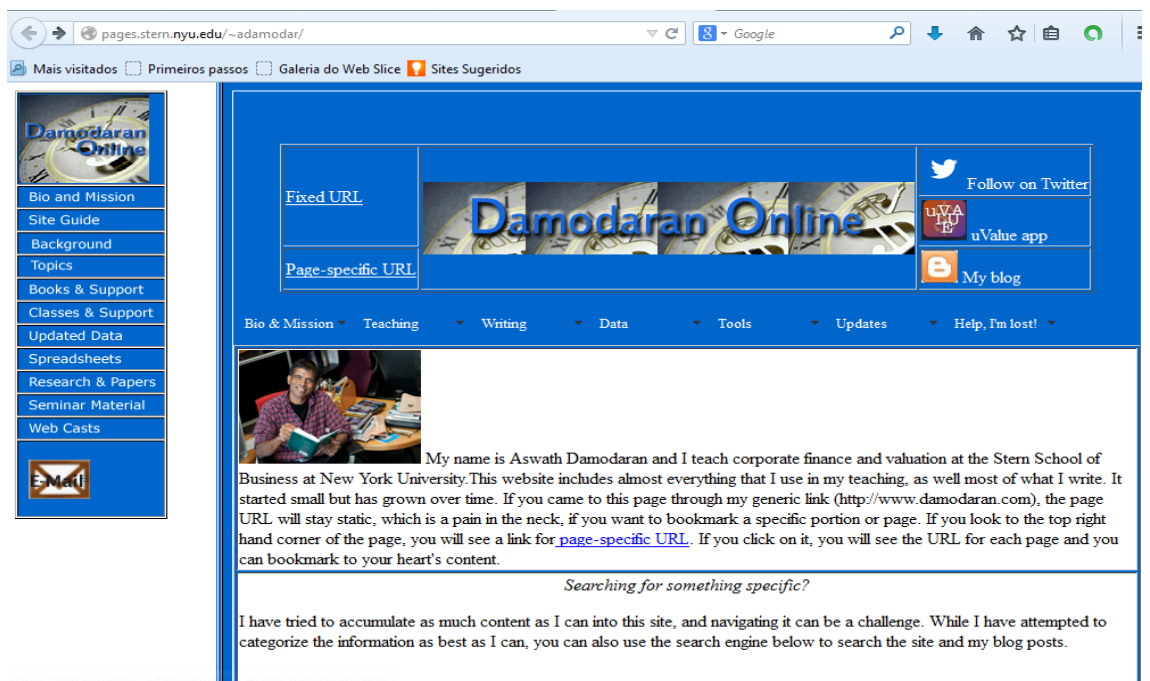 pages.stern.nyu.edu/~adamodar/
Google
Mais visitados Primeiros passos Galeria do Web Slice Sites Sugeridos
Damodaran
Online
Bio and Mission
Site Guide
Background
Topics
Books & Support
Classes & Support
Updated Data
Spreadsheets
Research & Papers
Seminar Material
Web Casts
E-Mail
Fixed URL
Page-specific URL
Damodaran Online
Follow on Twitter
uVALUE
uValue app
My blog
Bio & Mission Teaching Writing Data Tools Updates Help, I'm lost!
My name is Aswath Damodaran and I teach corporate finance and valuation at the Stern School of
Business at New York University.This website includes almost everything that I use in my teaching, as well most of what I write. It
started small but has grown over time. If you came to this page through my generic link (http://www.damodaran.com), the page
URL will stay static, which is a pain in the neck, if you want to bookmark a specific portion or page. If you look to the top right
hand corner of the page, you will see a link for page-specific URL. If you click on it, you will see the URL for each page and you
can bookmark to your heart's content.
Searching for something specific?
I have tried to accumulate as much content as I can into this site, and navigating it can be a challenge. While I have attempted to
categorize the information as best as I can, you can also use the search engine below to search the site and my blog posts.